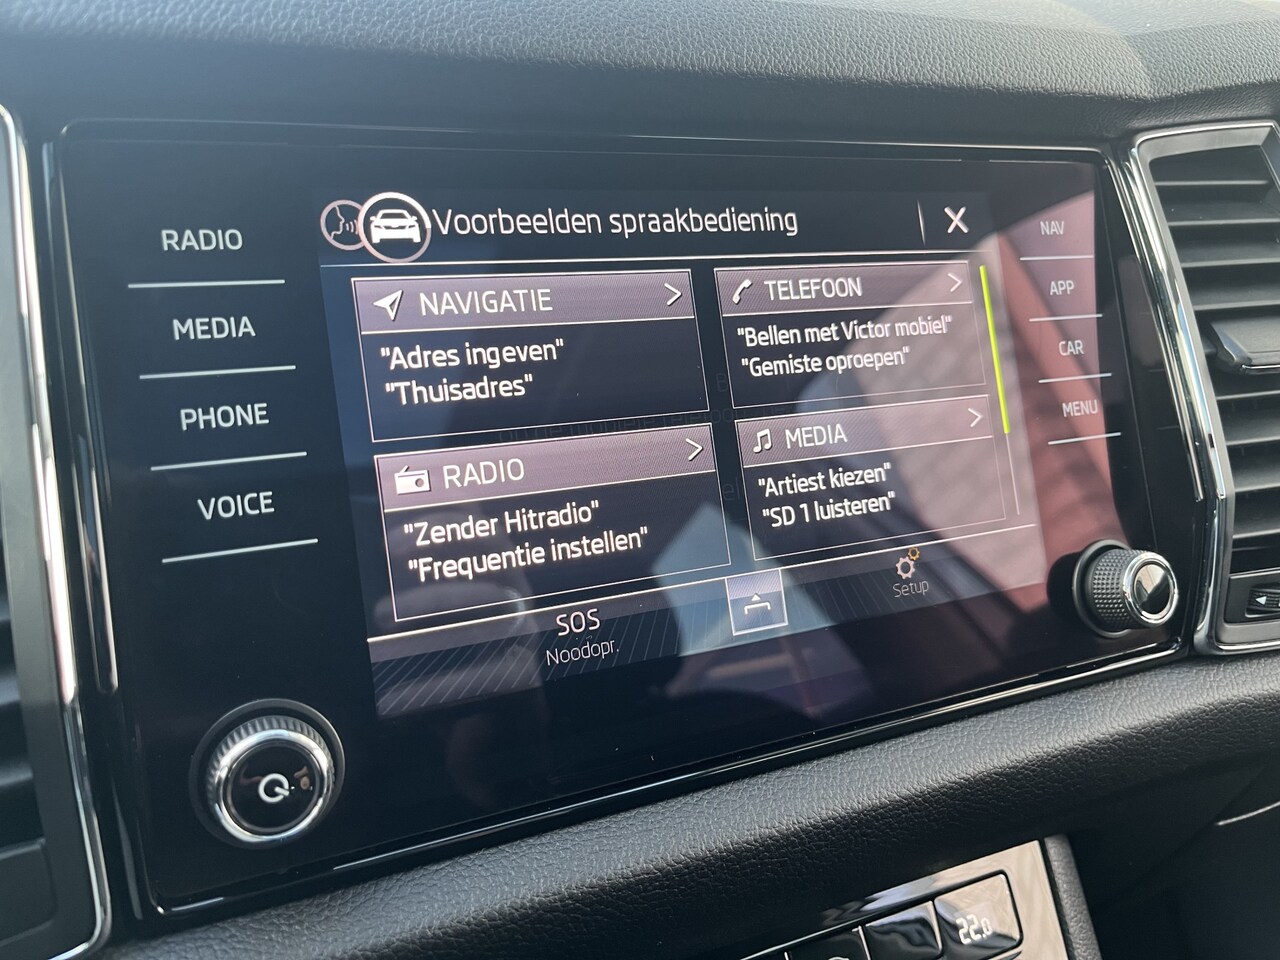 Voorbeelden spraakbediening X
RADIO
MEDIA
PHONE
VOICE
NAVIGATIE
"Adres ingeven"
"Thuisadres"
TELEFOON
"Bellen met Victor mobiel"
"Gemiste oproepen"
RADIO
"Zender Hitradio"
"Frequentie instellen"
MEDIA
"Artiest kiezen"
"SD 1 luisteren"
SOS
Noodopr.
Setup
NAV
APP
CAR
MENU
22.0